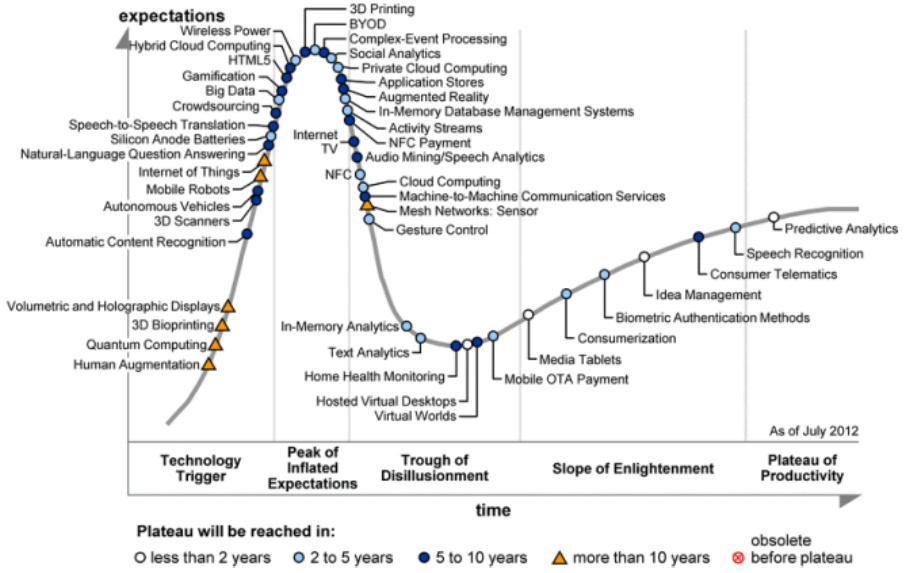 expectations
3D Printing
BYOD
Wireless Power
Complex-Event Processing
Hybrid Cloud Computing
Social Analytics
HTML5
Private Cloud Computing
Gamification
Application Stores
Big Data
Augmented Reality
Crowdsourcing
In-Memory Database Management Systems
Speech-to-Speech Translation
Activity Streams
Silicon Anode Batteries
NFC Payment
Internet
TV
Natural-Language Question Answering
Audio Mining/Speech Analytics
Internet of Things
NFC
Cloud Computing
Mobile Robots
Machine-to-Machine Communication Services
Autonomous Vehicles
Mesh Networks: Sensor
3D Scanners
Gesture Control
Automatic Content Recognition
Predictive Analytics
Speech Recognition
Consumer Telematics
Idea Management
Volumetric and Holographic Displays
Biometric Authentication Methods
3D Bioprinting
In-Memory Analytics
Consumerization
Quantum Computing
Text Analytics
Media Tablets
Human Augmentation
Home Health Monitoring
Mobile OTA Payment
Hosted Virtual Desktops
Virtual Worlds
As of July 2012
Technology
Trigger
Peak of
Inflated
Expectations
Trough of
Disillusionment
Slope of Enlightenment
Plateau of
Productivity
time
Plateau will be reached in:
less than 2 years
2 to 5 years
5 to 10 years
more than 10 years
obsolete
before plateau